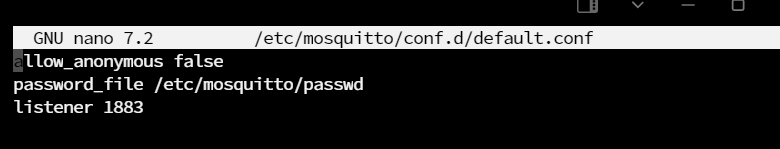 GNU nano 7.2 /etc/mosquitto/conf.d/default.conf
allow_anonymous false
password_file /etc/mosquitto/passwd
listener 1883